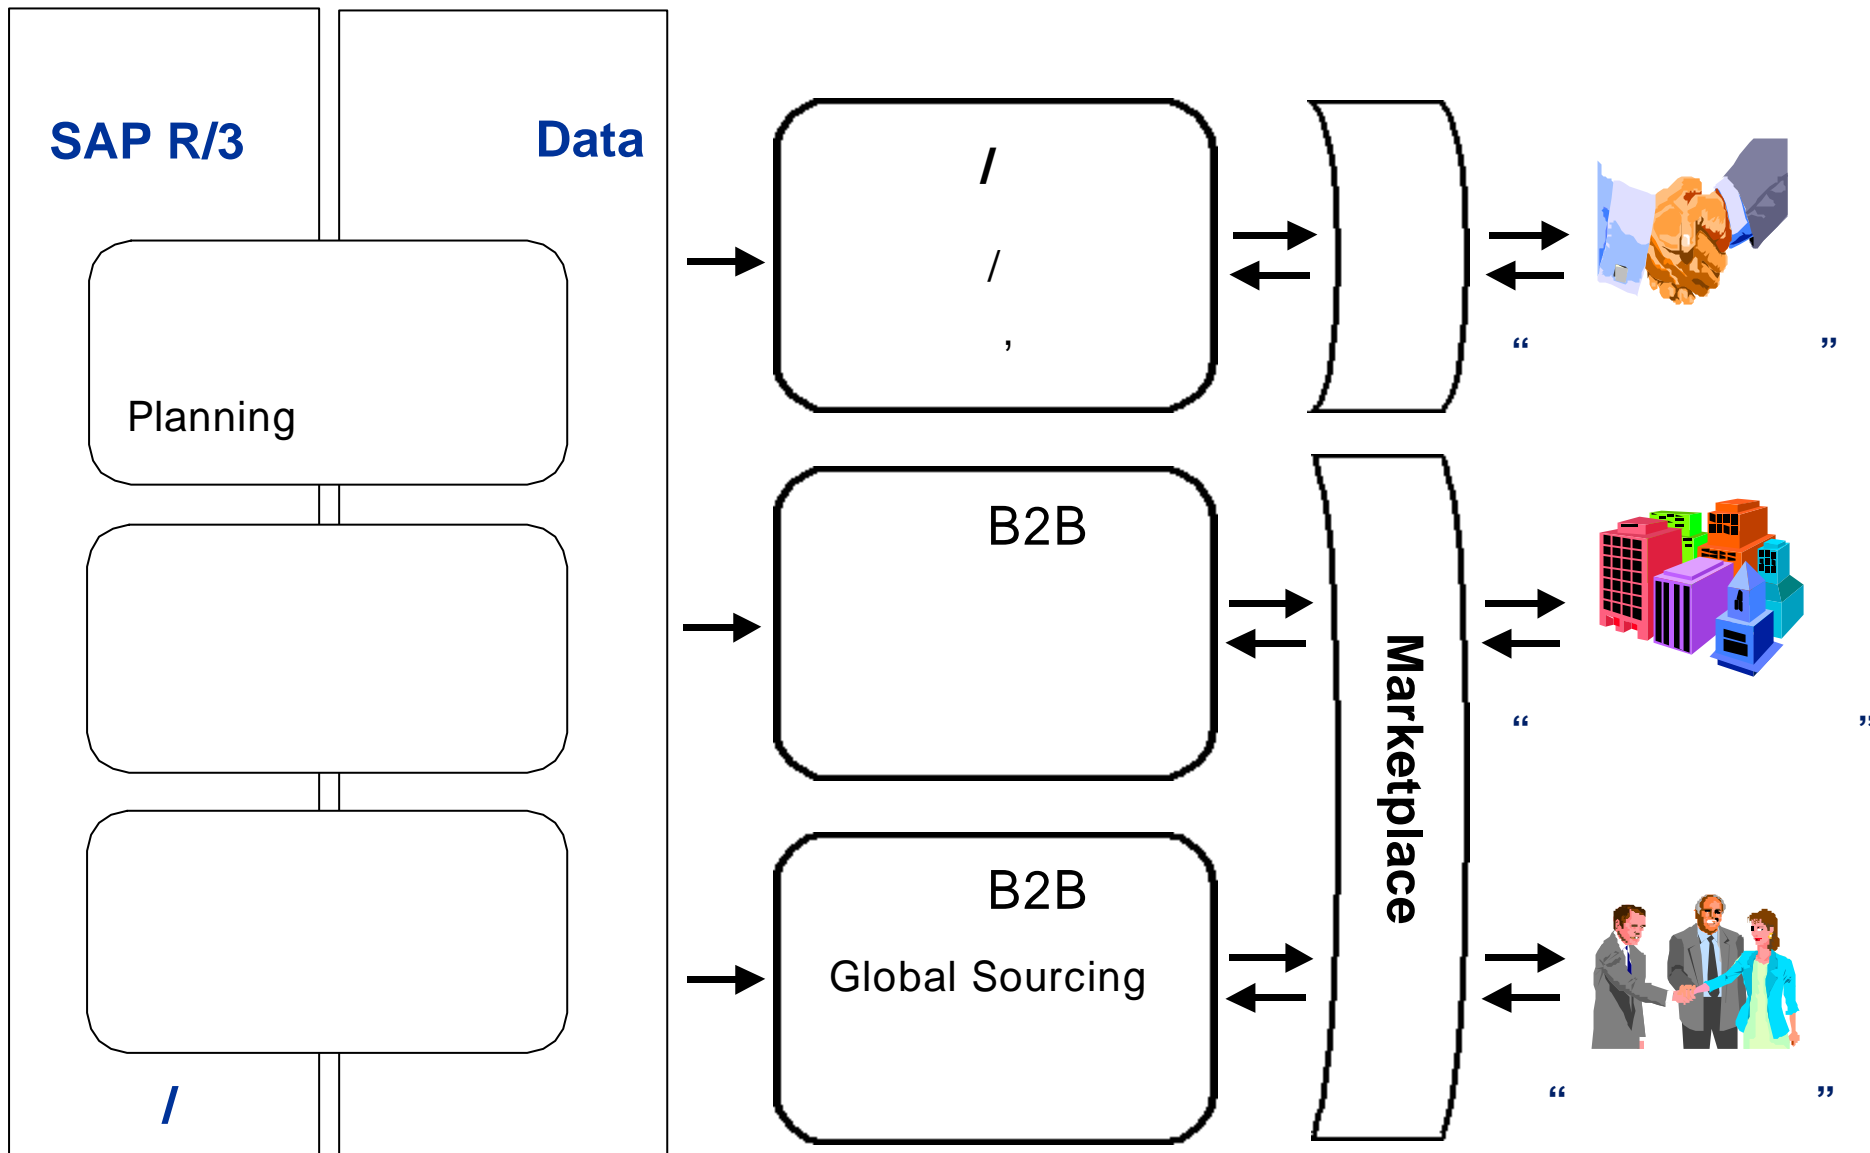 SAP R/3
Data
Planning
/
/
/
,
“ ”
B2B
“ ”
B2B
Global Sourcing
“ ”
Marketplace